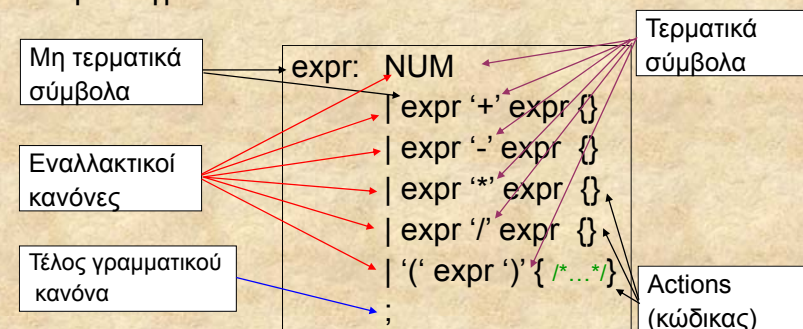 Μη τερματικά
σύμβολα
Εναλλακτικοί
κανόνες
Τέλος γραμματικού
κανόνα
expr: NUM
| expr ‘+’ expr {}
| expr ‘-’ expr {}
| expr ‘*’ expr {}
| expr ‘/’ expr {}
| ‘(‘ expr ‘)’ { /*…*/}
;
Τερματικά
σύμβολα
Actions
(κώδικας)